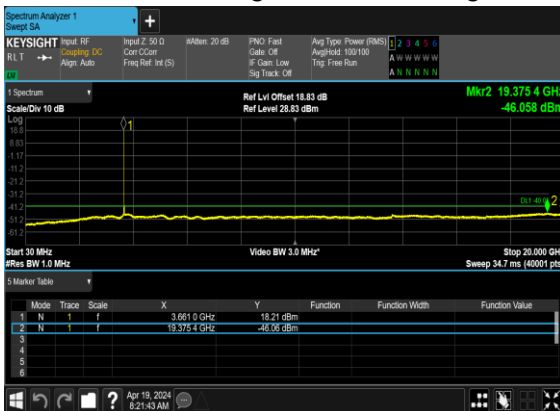 Spectrum Analyzer 1
Swept SA
KEYSIGHT Input: RF Input Z: 50 Ω #Atten: 20 dB PNO: Fast Avg Type: Power (RMS) 1 2 3 4 5 6
RLT Coupling: DC Corr CCorr Gate: Off Avg|Hold: 100/100 A W W W W W
Align: Auto Freq Ref: Int (S) IF Gain: Low Trig: Free Run
LV Sig Track: Off A N N N N N
1 Spectrum Ref Lvl Offset 18.83 dB Mkr2 19.375 4 GHz
Scale/Div 10 dB Ref Level 28.83 dBm -46.058 dBm
Log
18.8
8.83
-1.17
-11.2
-21.2
-31.2
-41.2
-51.2
-61.2
1
2
Start 30 MHz Video BW 3.0 MHz* Stop 20.000 GHz
#Res BW 1.0 MHz Sweep 34.7 ms (40001 pts)
5 Marker Table
Mode Trace Scale X Y Function Function Width Function Value
1 N 1 f 3.661 0 GHz 18.21 dBm
2 N 1 f 19.375 4 GHz -46.06 dBm
3
4
5
6
Apr 19, 2024
8:21:43 AM